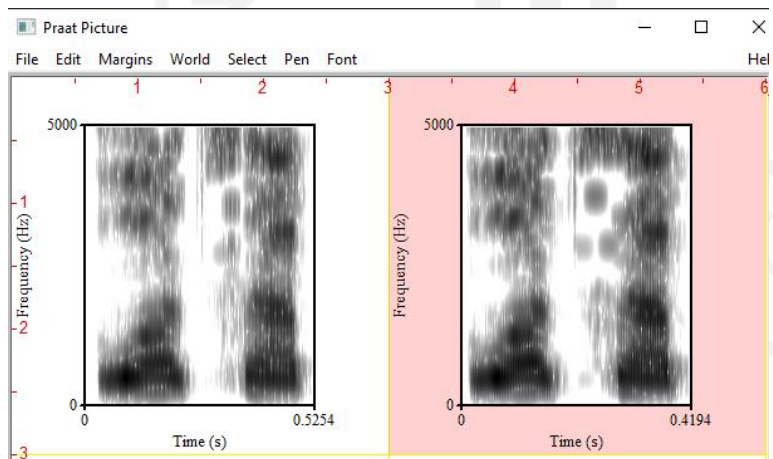 Praat Picture
File Edit Margins World Select Pen Font Hel
1 2 3 4 5 6
1
2
3
5000
Frequency (Hz)
0
0 0.5254
Time (s)
5000
Frequency (Hz)
0
0 0.4194
Time (s)